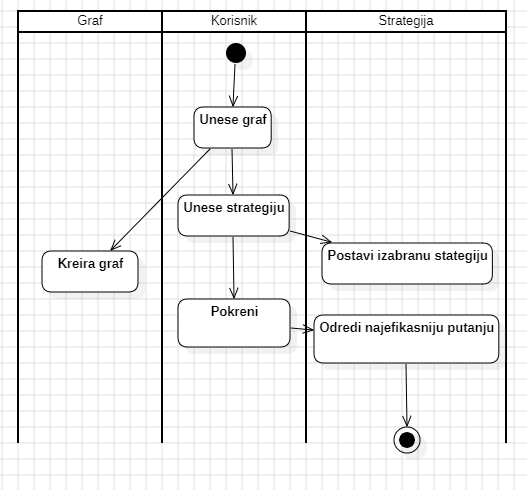 Graf
Korisnik
Strategija
Unese graf
Unese strategiju
Kreira graf
Postavi izabranu stategiju
Pokreni
Odredi najefikasniju putanju